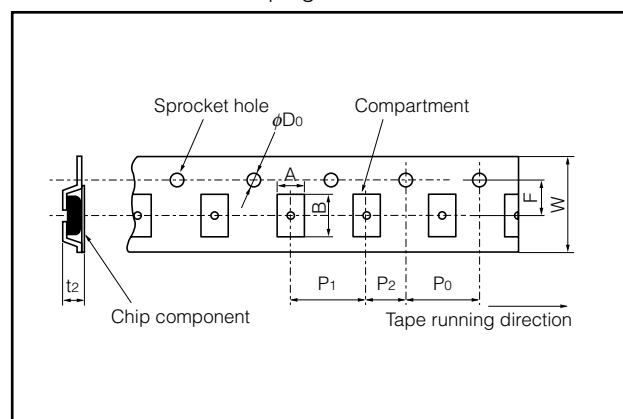 Sprocket hole
ϕD0
Compartment
A
B
F
W
P1
P2
P0
t2
Chip component
Tape running direction